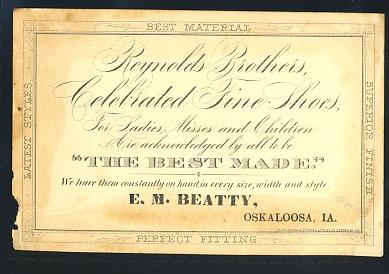 BEST MATERIAL
LATEST STYLES.
SUPERIOR FINISH
Reynolds Brothers,
Celebrated Fine Shoes,
For Ladies, Misses and Children
Are acknowledged by all to be
"THE BEST MADE."
We have them constantly on hand, in every size, width and style.
E. M. BEATTY,
OSKALOOSA, IA.
PERFECT FITTING